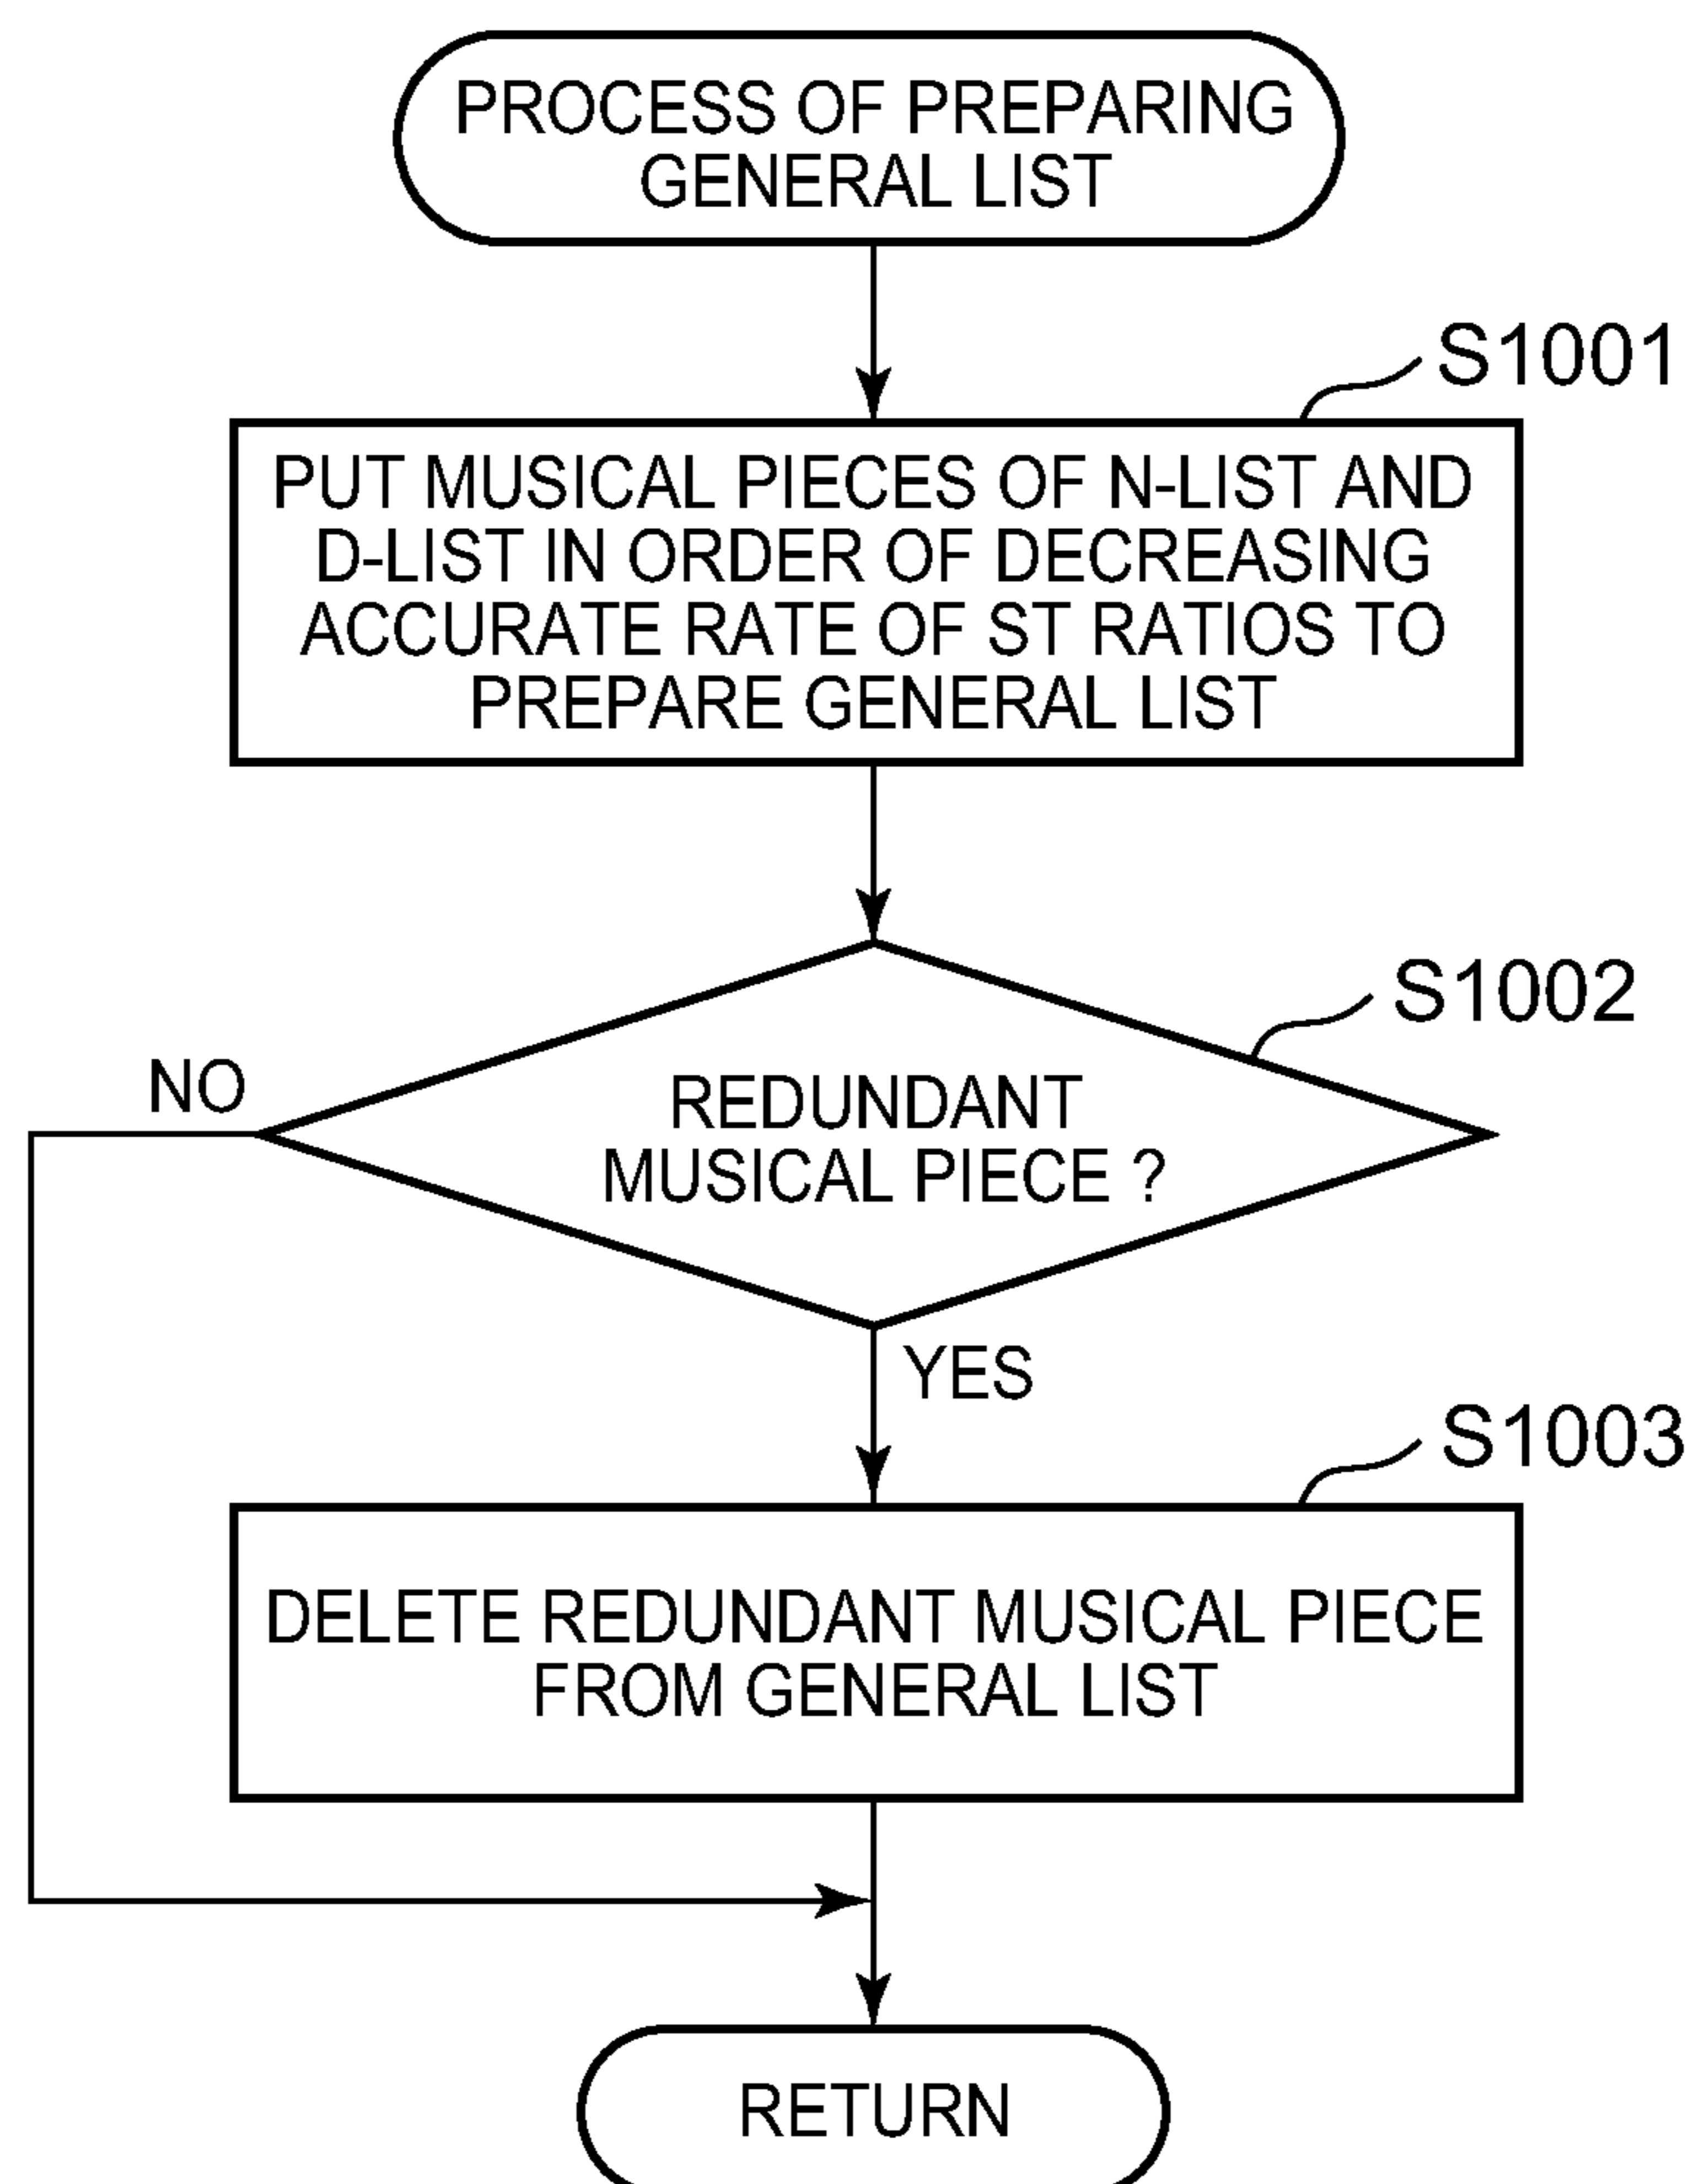 PROCESS OF PREPARING
GENERAL LIST
S1001
PUT MUSICAL PIECES OF N-LIST AND
D-LIST IN ORDER OF DECREASING
ACCURATE RATE OF ST RATIOS TO
PREPARE GENERAL LIST
S1002
NO
REDUNDANT
MUSICAL PIECE ?
YES
S1003
DELETE REDUNDANT MUSICAL PIECE
FROM GENERAL LIST
RETURN